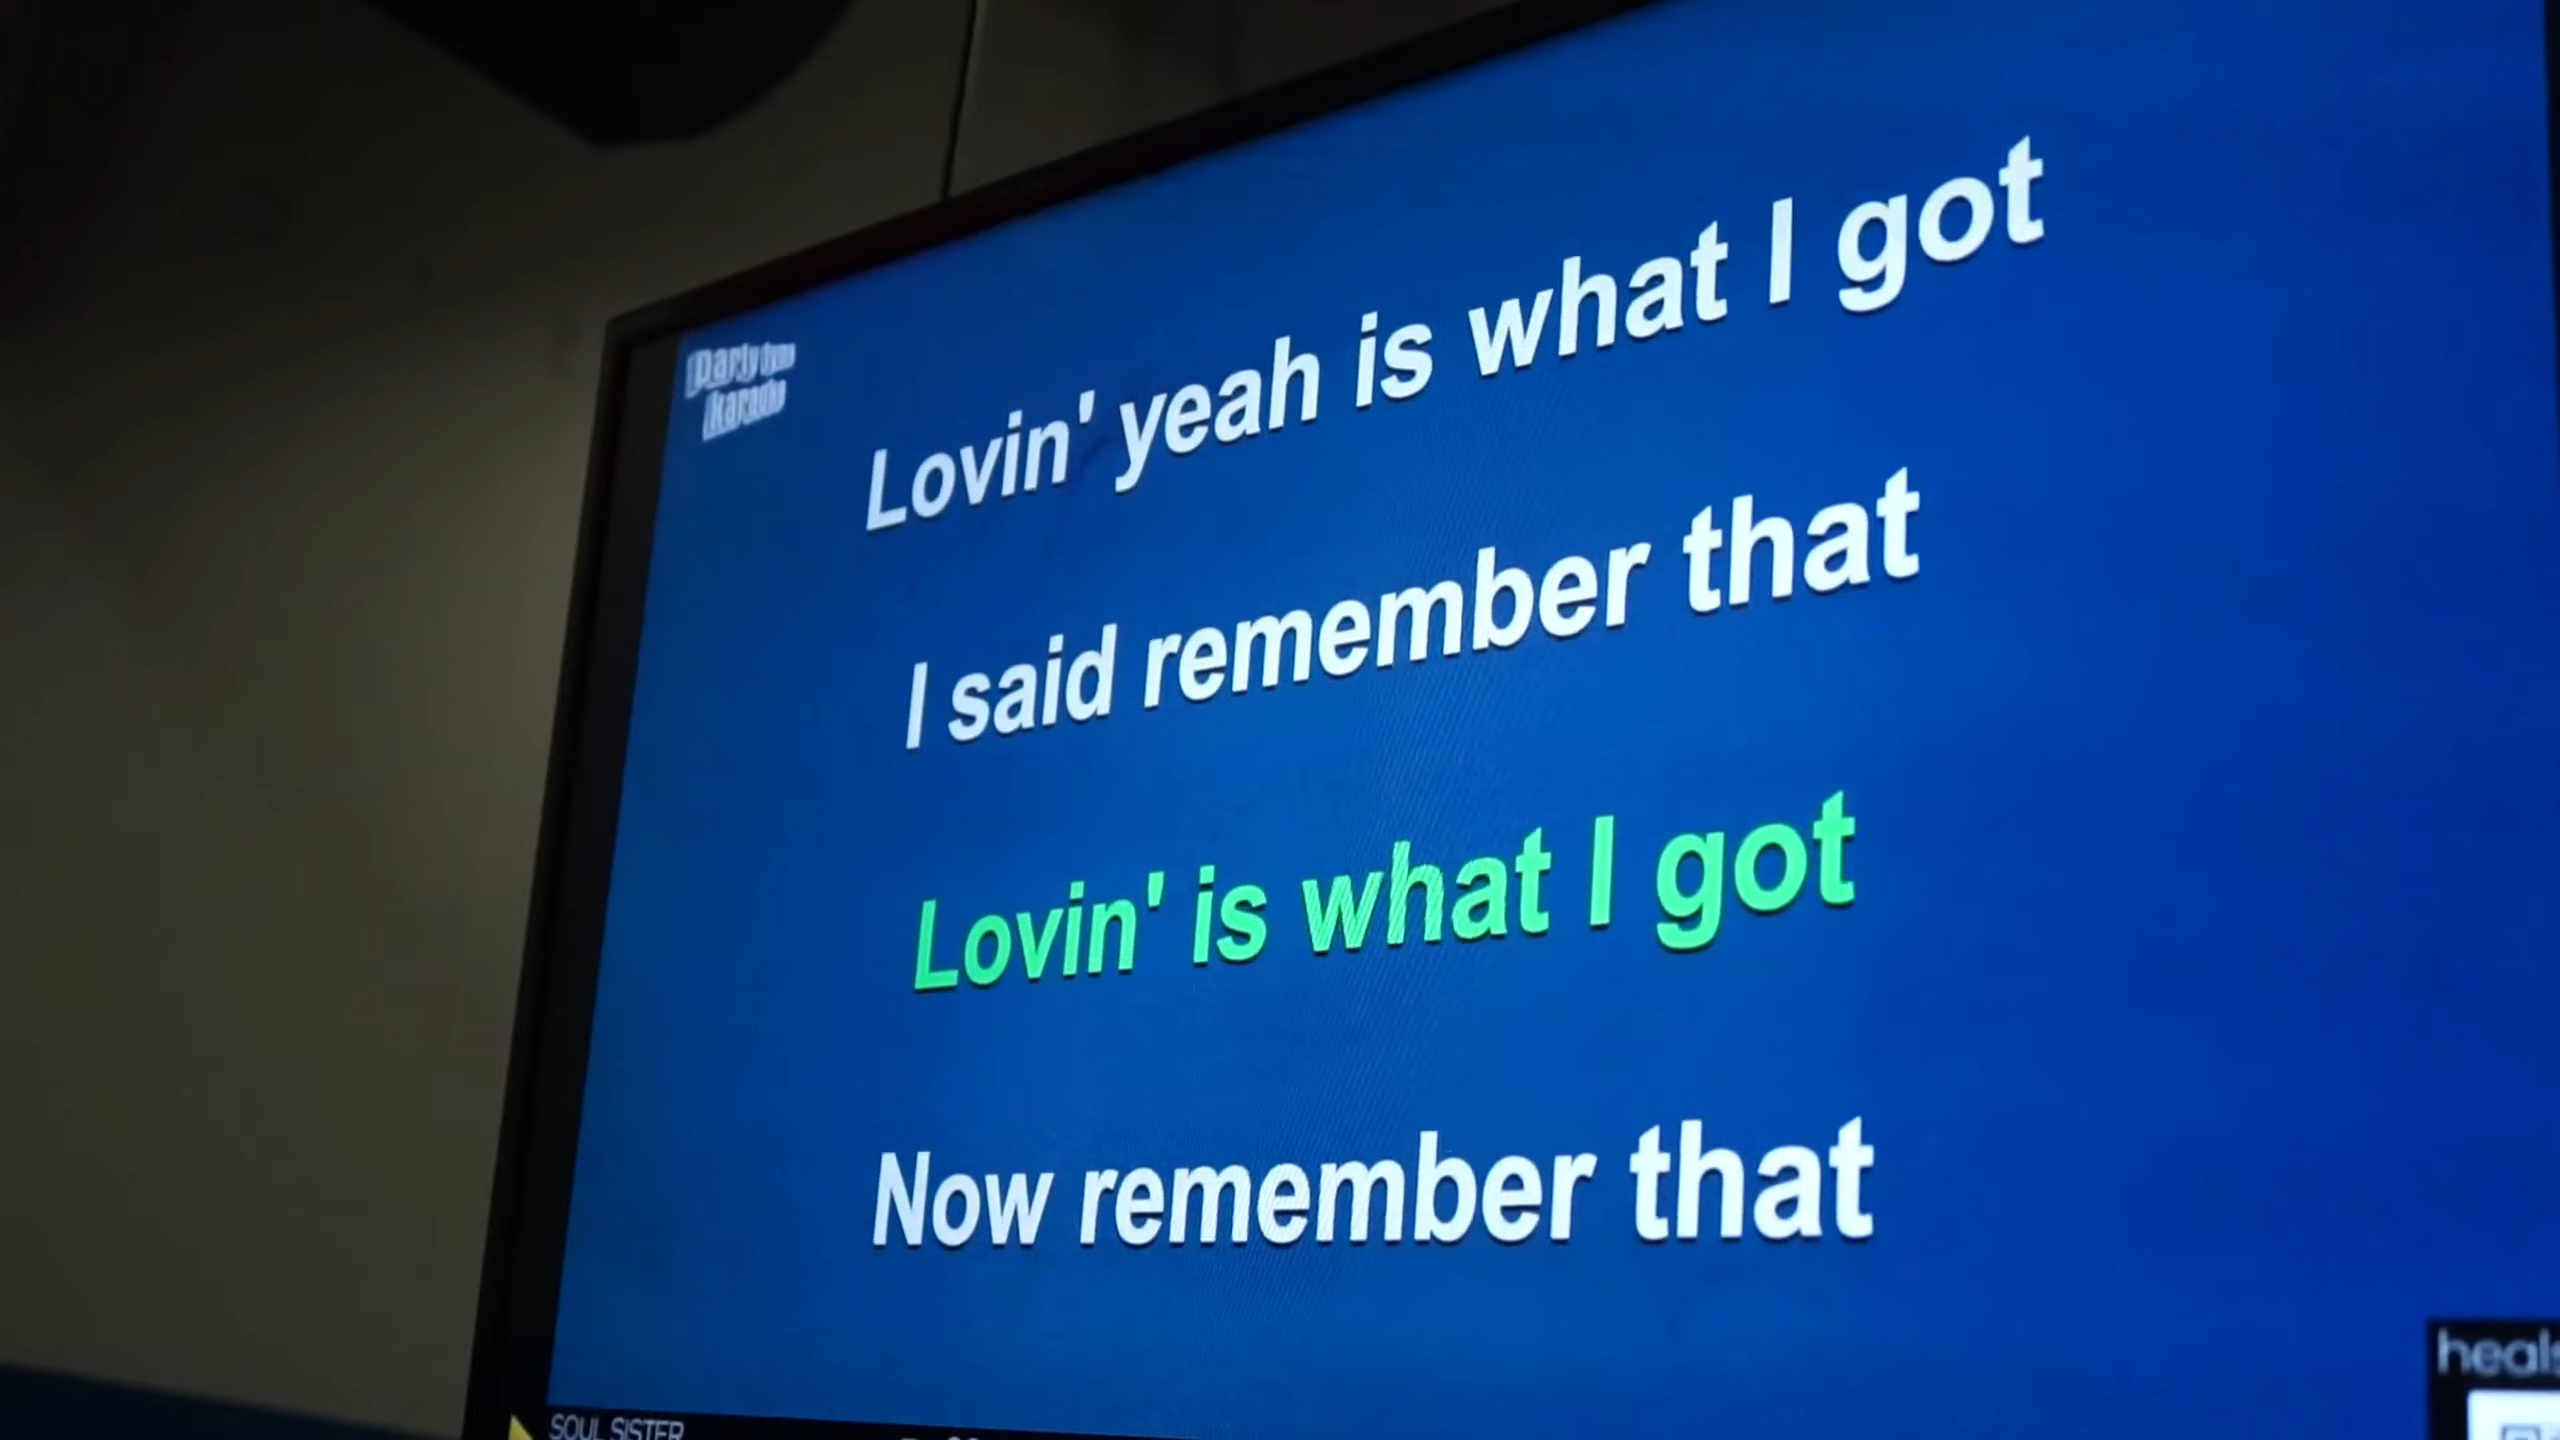 party tyme
karaoke
Lovin' yeah is what I got
I said remember that
Lovin' is what I got
Now remember that
SOUL SISTER